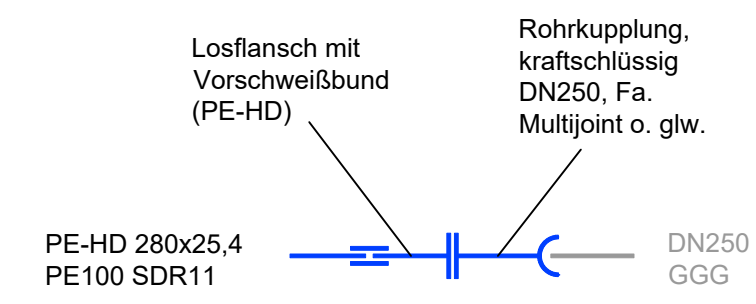 Losflansch mit
Vorschweißbund
(PE-HD)
Rohrkupplung,
kraftschlüssig
DN250, Fa.
Multijoint o. glw.
PE-HD 280x25,4
PE100 SDR11
DN250
GGG